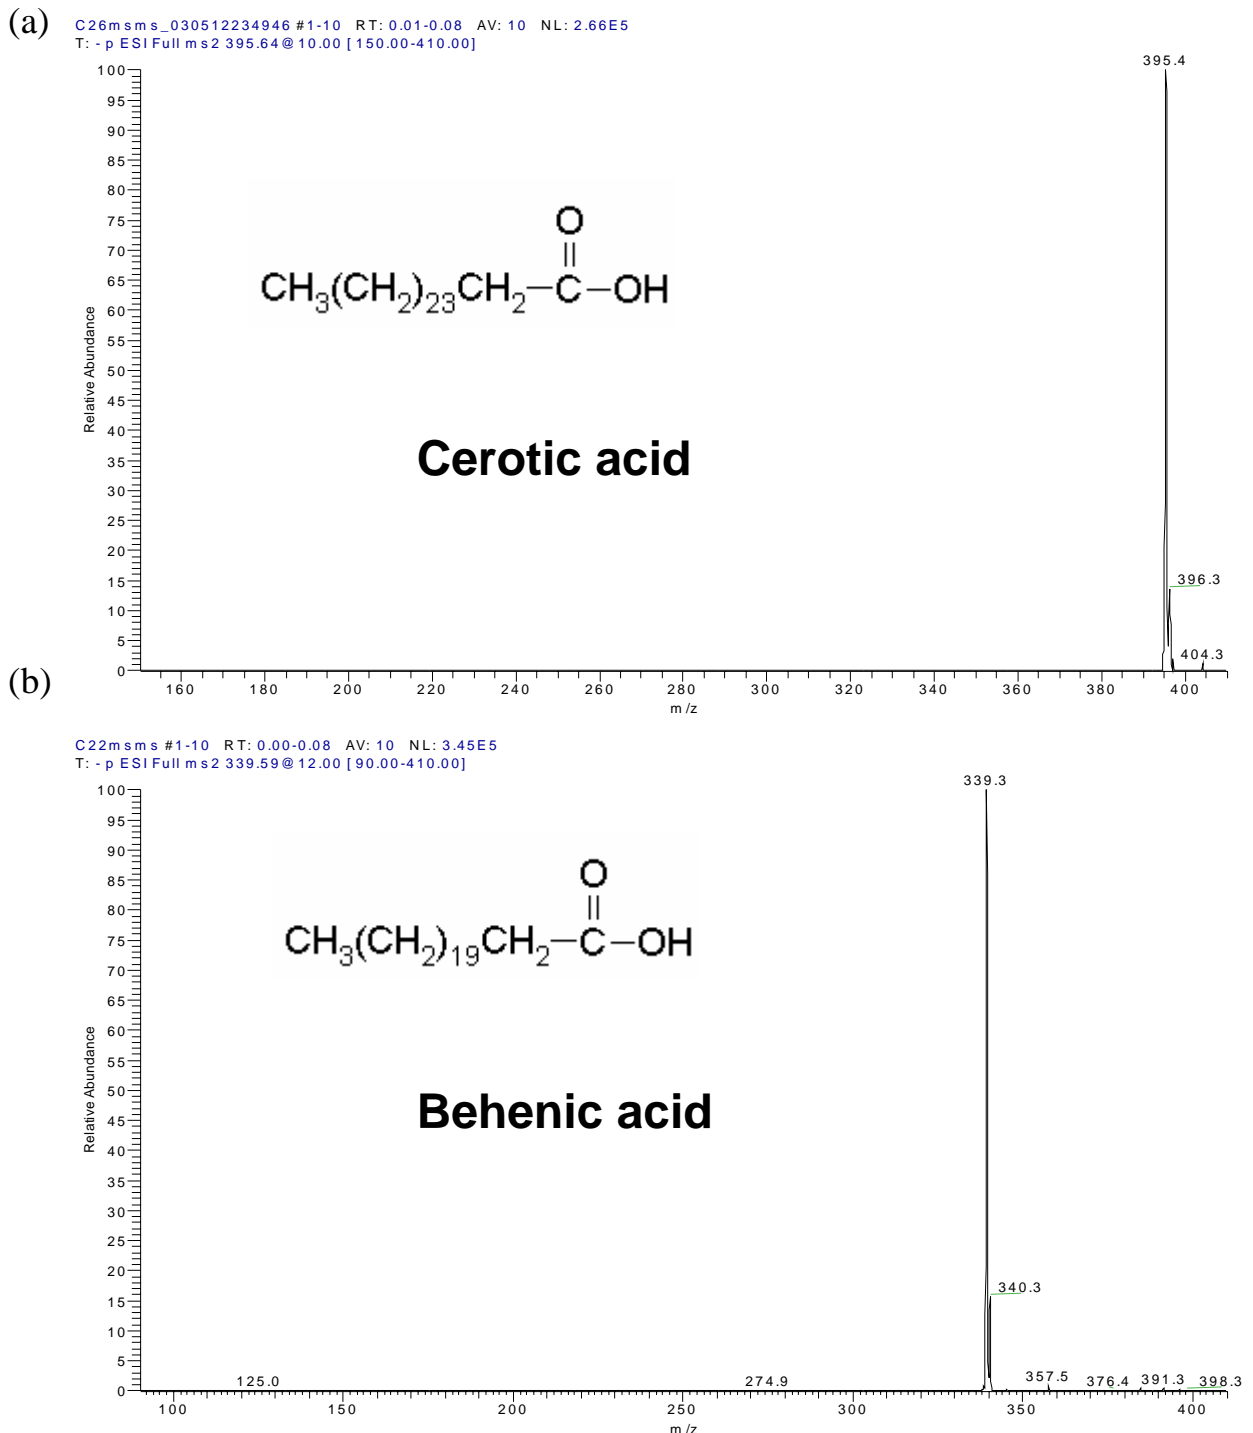 (a)
C26msms_030512234946 #1-10 RT: 0.01-0.08 AV: 10 NL: 2.66E5
T: - p ESI Full ms2 395.64@10.00 [150.00-410.00]
395.4
100
95
90
85
80
75
70
65
60
55
50
45
40
35
30
25
20
15
10
5
0
Relative Abundance
O
CH3(CH2)23CH2–C–OH
Cerotic acid
396.3
404.3
160 180 200 220 240 260 280 300 320 340 360 380 400
m/z
(b)
C22msms #1-10 RT: 0.00-0.08 AV: 10 NL: 3.45E5
T: - p ESI Full ms2 339.59@12.00 [90.00-410.00]
339.3
100
95
90
85
80
75
70
65
60
55
50
45
40
35
30
25
20
15
10
5
0
Relative Abundance
O
CH3(CH2)19CH2–C–OH
Behenic acid
340.3
125.0 274.9 357.5 376.4 391.3 398.3
100 150 200 250 300 350 400
m/z